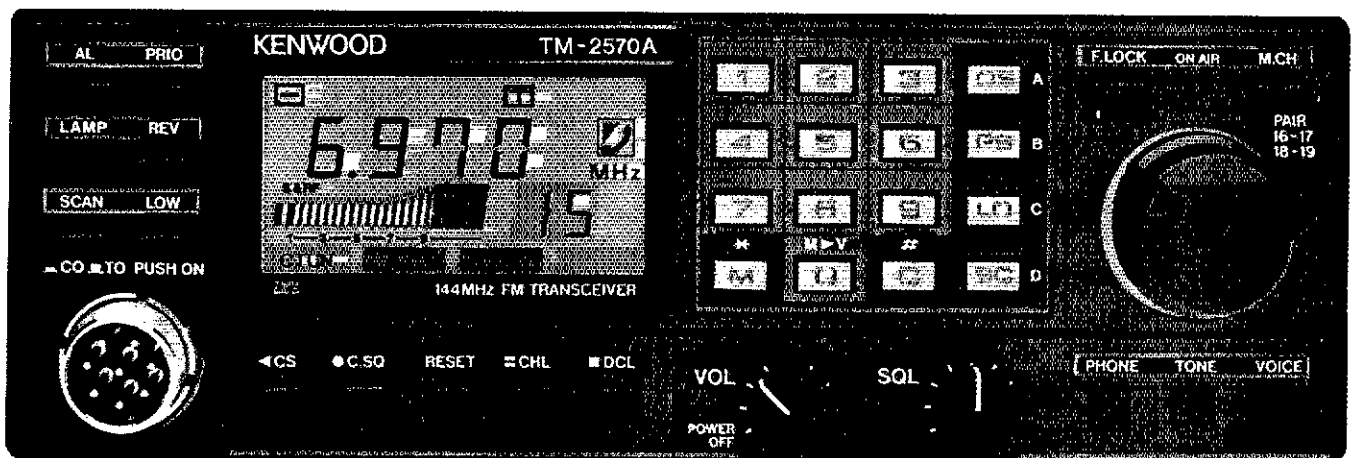 AL PRIO
LAMP REV
SCAN LOW
CO TO PUSH ON
KENWOOD TM-2570A
6.970
MHz
15
144MHz FM TRANSCEIVER
◄CS ●C.SQ RESET CHL ■DCL
1 2 3 DS A
4 5 6 B
7 8 9 C
* M►V #
M 0 C D
F.LOCK ON AIR M.CH
PAIR
16-17
18-19
VOL SQL
POWER
OFF
PHONE TONE VOICE